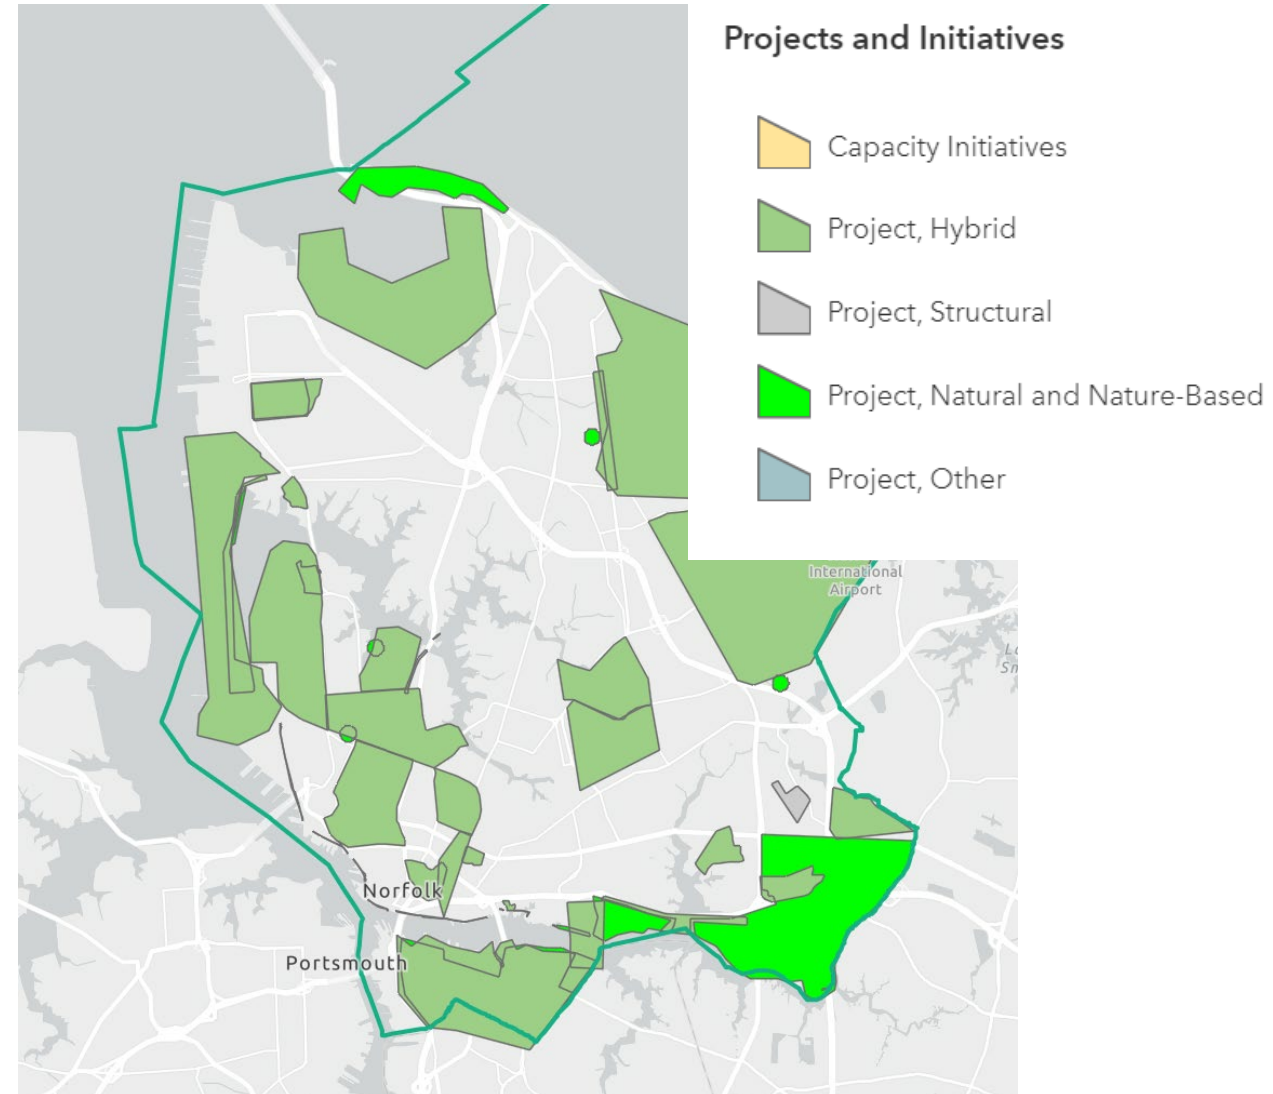 Projects and Initiatives
Capacity Initiatives
Project, Hybrid
Project, Structural
Project, Natural and Nature-Based
Project, Other
International
Airport
Norfolk
Portsmouth